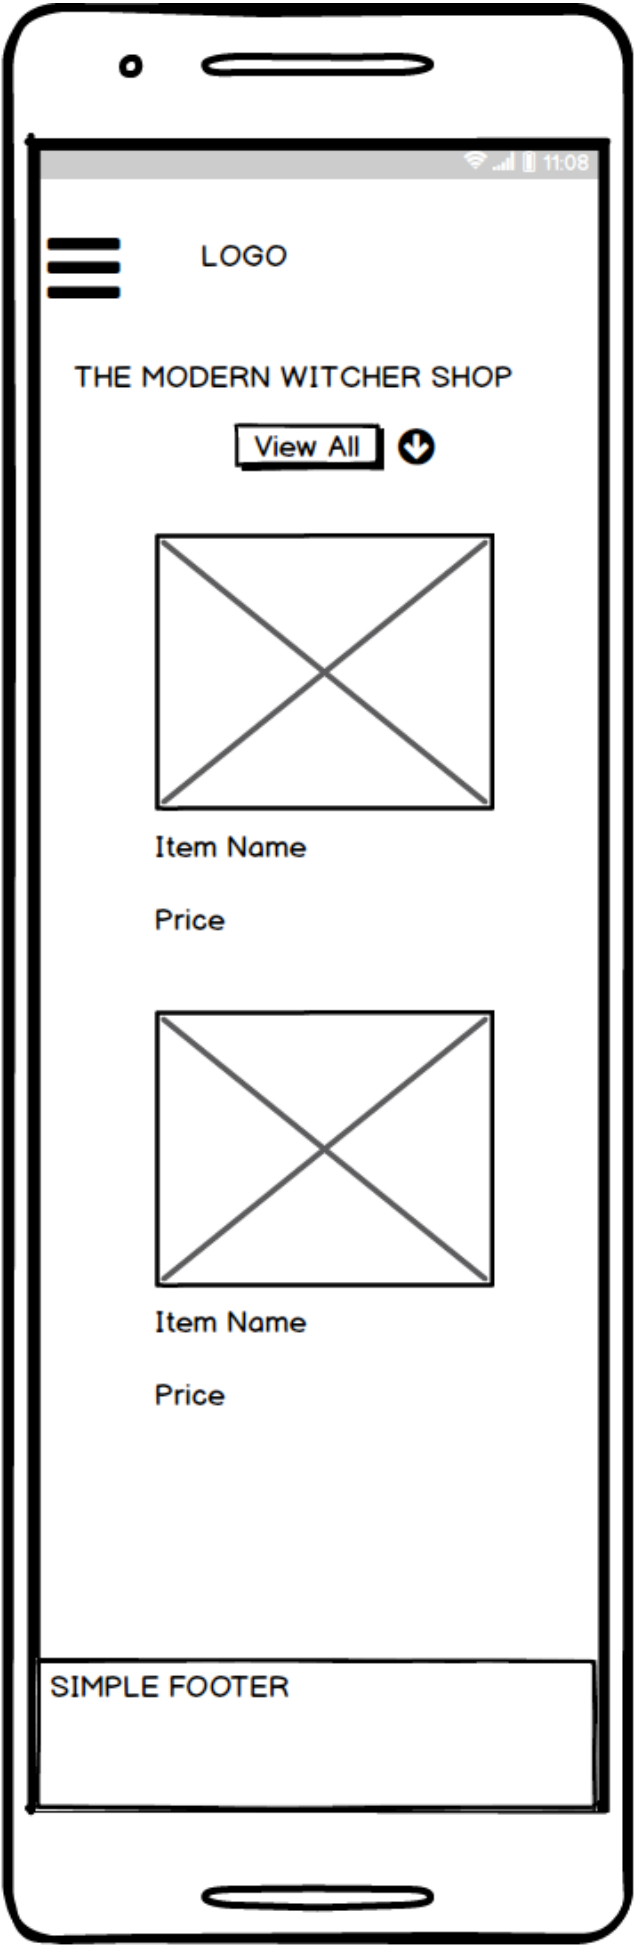 11:08
LOGO
THE MODERN WITCHER SHOP
View All
Item Name
Price
Item Name
Price
SIMPLE FOOTER